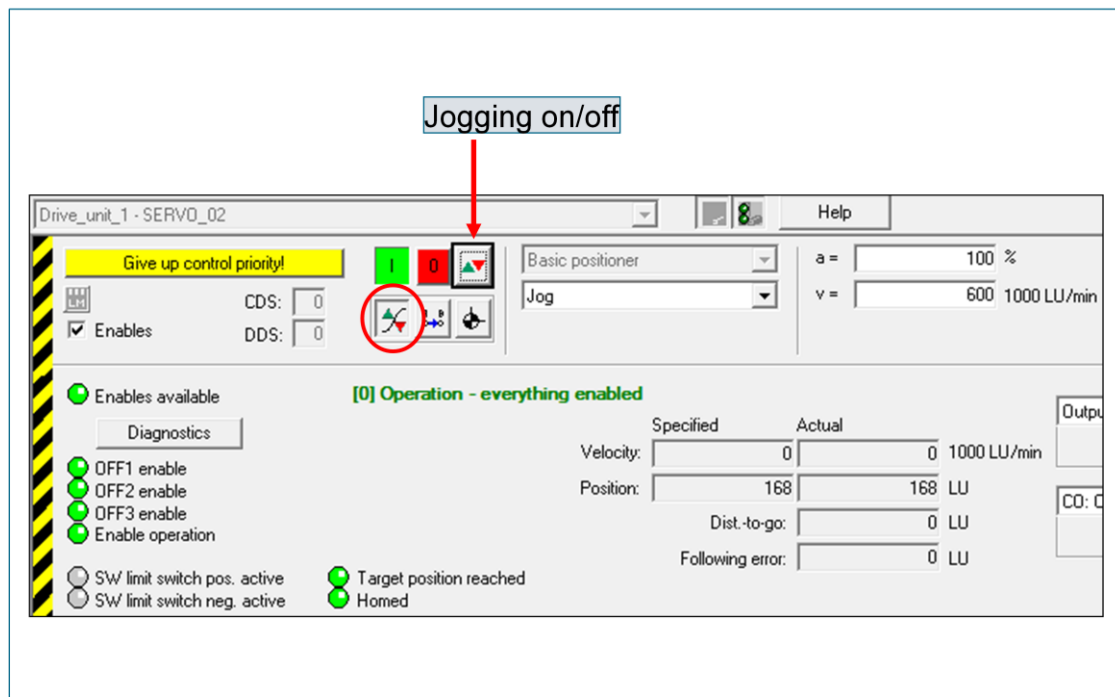 Jogging on/off
Drive_unit_1 - SERVO_02
Help
Give up control priority!
I
0
Basic positioner
a =
100
%
CDS:
0
Jog
v =
600
1000 LU/min
Enables
DDS:
0
Enables available
[0] Operation - everything enabled
Diagnostics
Specified
Actual
Velocity:
0
0
1000 LU/min
OFF1 enable
OFF2 enable
OFF3 enable
Enable operation
Position:
168
168
LU
Dist.-to-go:
0
LU
Following error:
0
LU
SW limit switch pos. active
SW limit switch neg. active
Target position reached
Homed
Outpu
CO: C